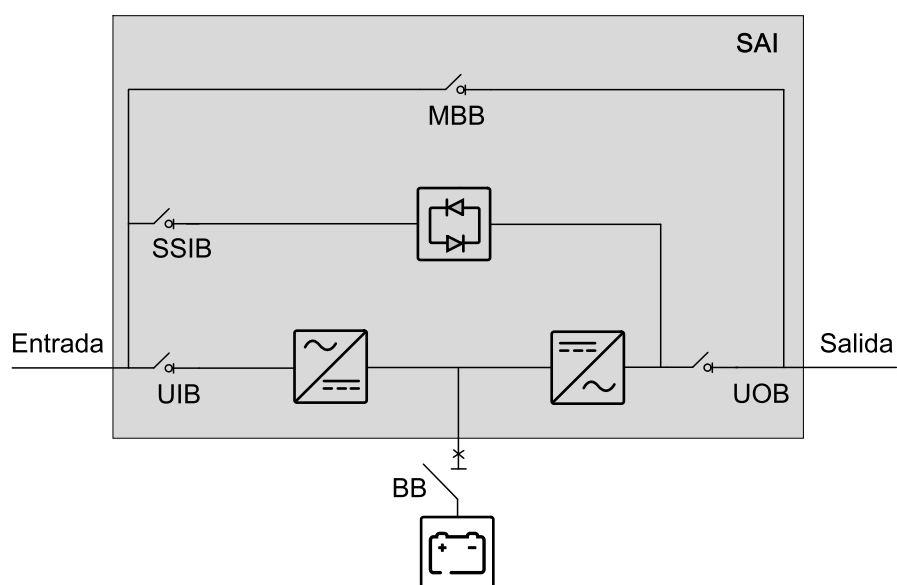 SAI
MBB
SSIB
Entrada
Salida
UIB
UOB
BB
+ -